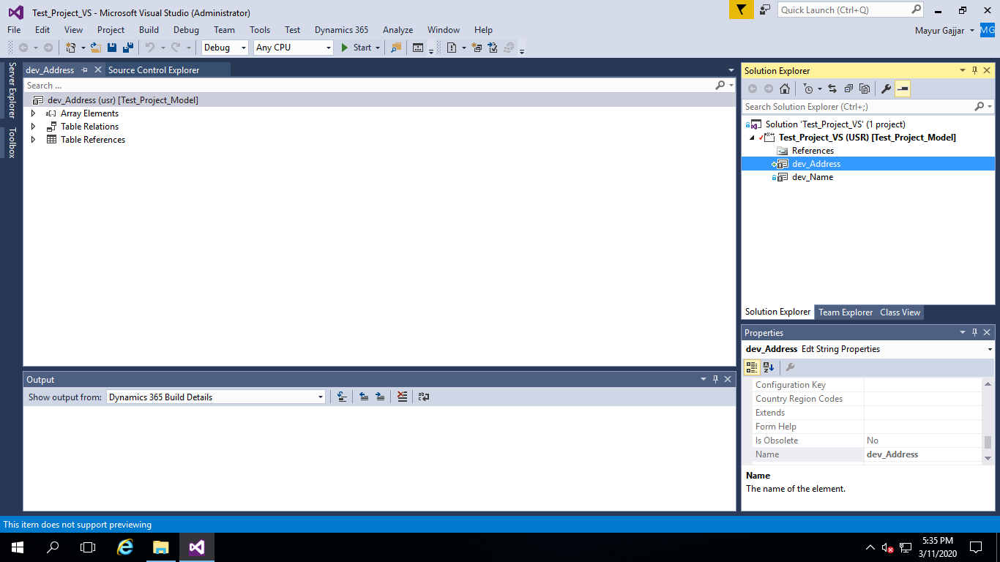 Test_Project_VS - Microsoft Visual Studio (Administrator)
Quick Launch (Ctrl+Q)
File Edit View Project Build Debug Team Tools Test Dynamics 365 Analyze Window Help
Mayur Gajjar MG
Debug Any CPU Start
Server Explorer
Toolbox
dev_Address Source Control Explorer
Search ...
dev_Address (usr) [Test_Project_Model]
Array Elements
Table Relations
Table References
Solution Explorer
Search Solution Explorer (Ctrl+;)
Solution 'Test_Project_VS' (1 project)
Test_Project_VS (USR) [Test_Project_Model]
References
dev_Address
dev_Name
Solution Explorer Team Explorer Class View
Output
Show output from: Dynamics 365 Build Details
Properties
dev_Address Edt String Properties
Configuration Key
Country Region Codes
Extends
Form Help
Is Obsolete No
Name dev_Address
Name
The name of the element.
This item does not support previewing
5:35 PM
3/11/2020